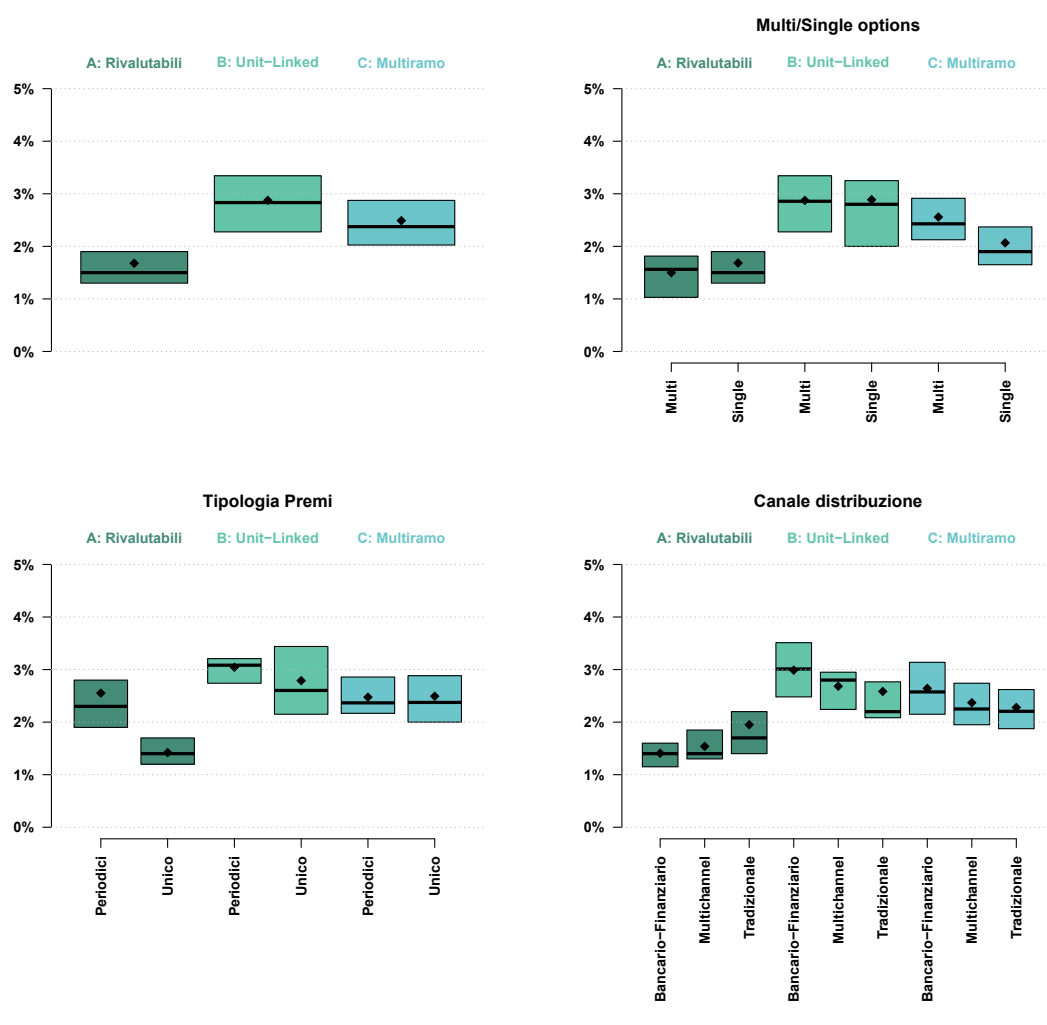 A: Rivalutabili B: Unit−Linked C: Multiramo
5%
4%
3%
2%
1%
0%
Multi/Single options
A: Rivalutabili B: Unit−Linked C: Multiramo
5%
4%
3%
2%
1%
0%
Multi
Single
Multi
Single
Multi
Single
Tipologia Premi
A: Rivalutabili B: Unit−Linked C: Multiramo
5%
4%
3%
2%
1%
0%
Periodici
Unico
Periodici
Unico
Periodici
Unico
Canale distribuzione
A: Rivalutabili B: Unit−Linked C: Multiramo
5%
4%
3%
2%
1%
0%
Bancario−Finanziario
Multichannel
Tradizionale
Bancario−Finanziario
Multichannel
Tradizionale
Bancario−Finanziario
Multichannel
Tradizionale